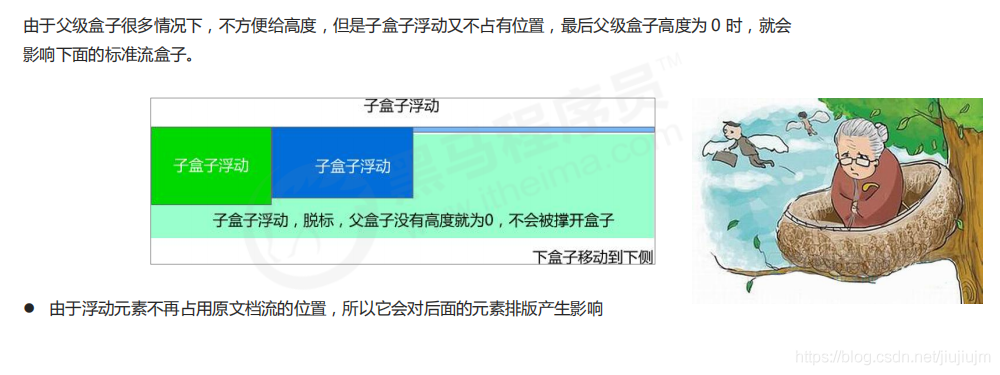 由于父级盒子很多情况下，不方便给高度，但是子盒子浮动又不占有位置，最后父级盒子高度为 0 时，就会
影响下面的标准流盒子。
子盒子浮动
子盒子浮动
子盒子浮动
子盒子浮动，脱标，父盒子没有高度就为0，不会被撑开盒子
下盒子移动到下侧
黑马程序员™
www.itheima.com
● 由于浮动元素不再占用原文档流的位置，所以它会对后面的元素排版产生影响
https://blog.csdn.net/jiujiujm